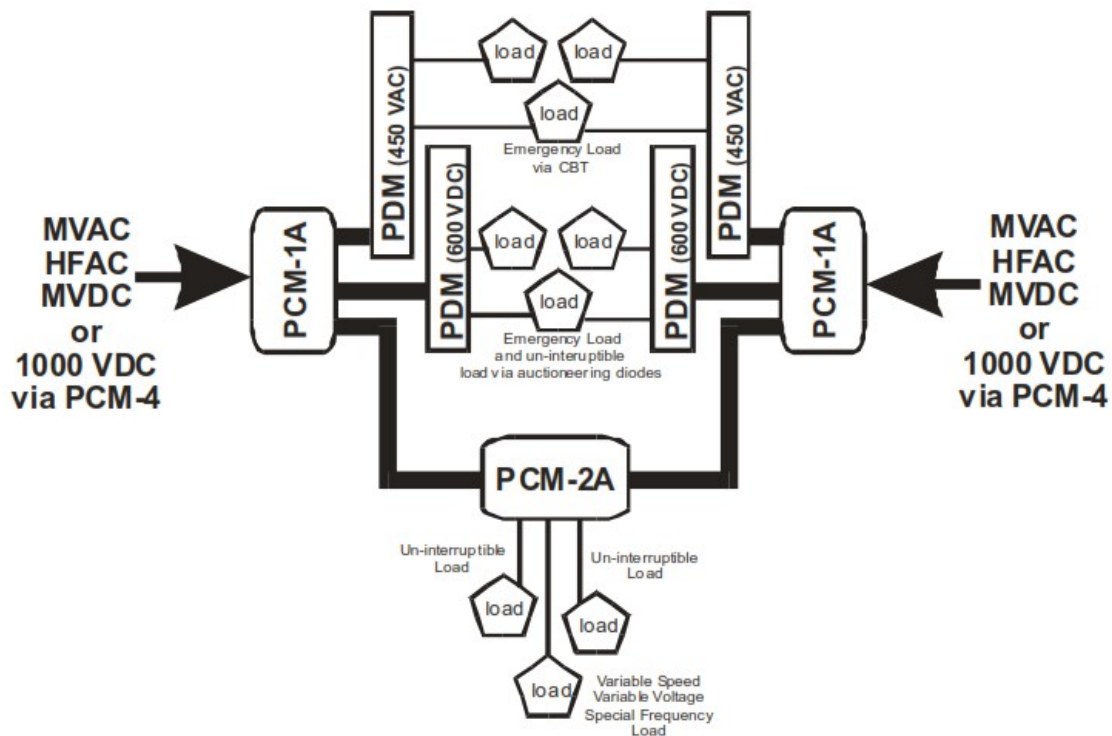 load
load
PDM (450 VAC)
PDM (450 VAC)
load
Emergency Load
via CBT
PDM (600 VDC)
PDM (600 VDC)
load
load
MVAC
HFAC
MVDC
or
1000 VDC
via PCM-4
PCM-1A
PCM-1A
MVAC
HFAC
MVDC
or
1000 VDC
via PCM-4
load
Emergency Load
and un-interuptible
load via auctioneering diodes
PCM-2A
Un-interruptible
Load
Un-interruptible
Load
load
load
load
Variable Speed
Variable Voltage
Special Frequency
Load